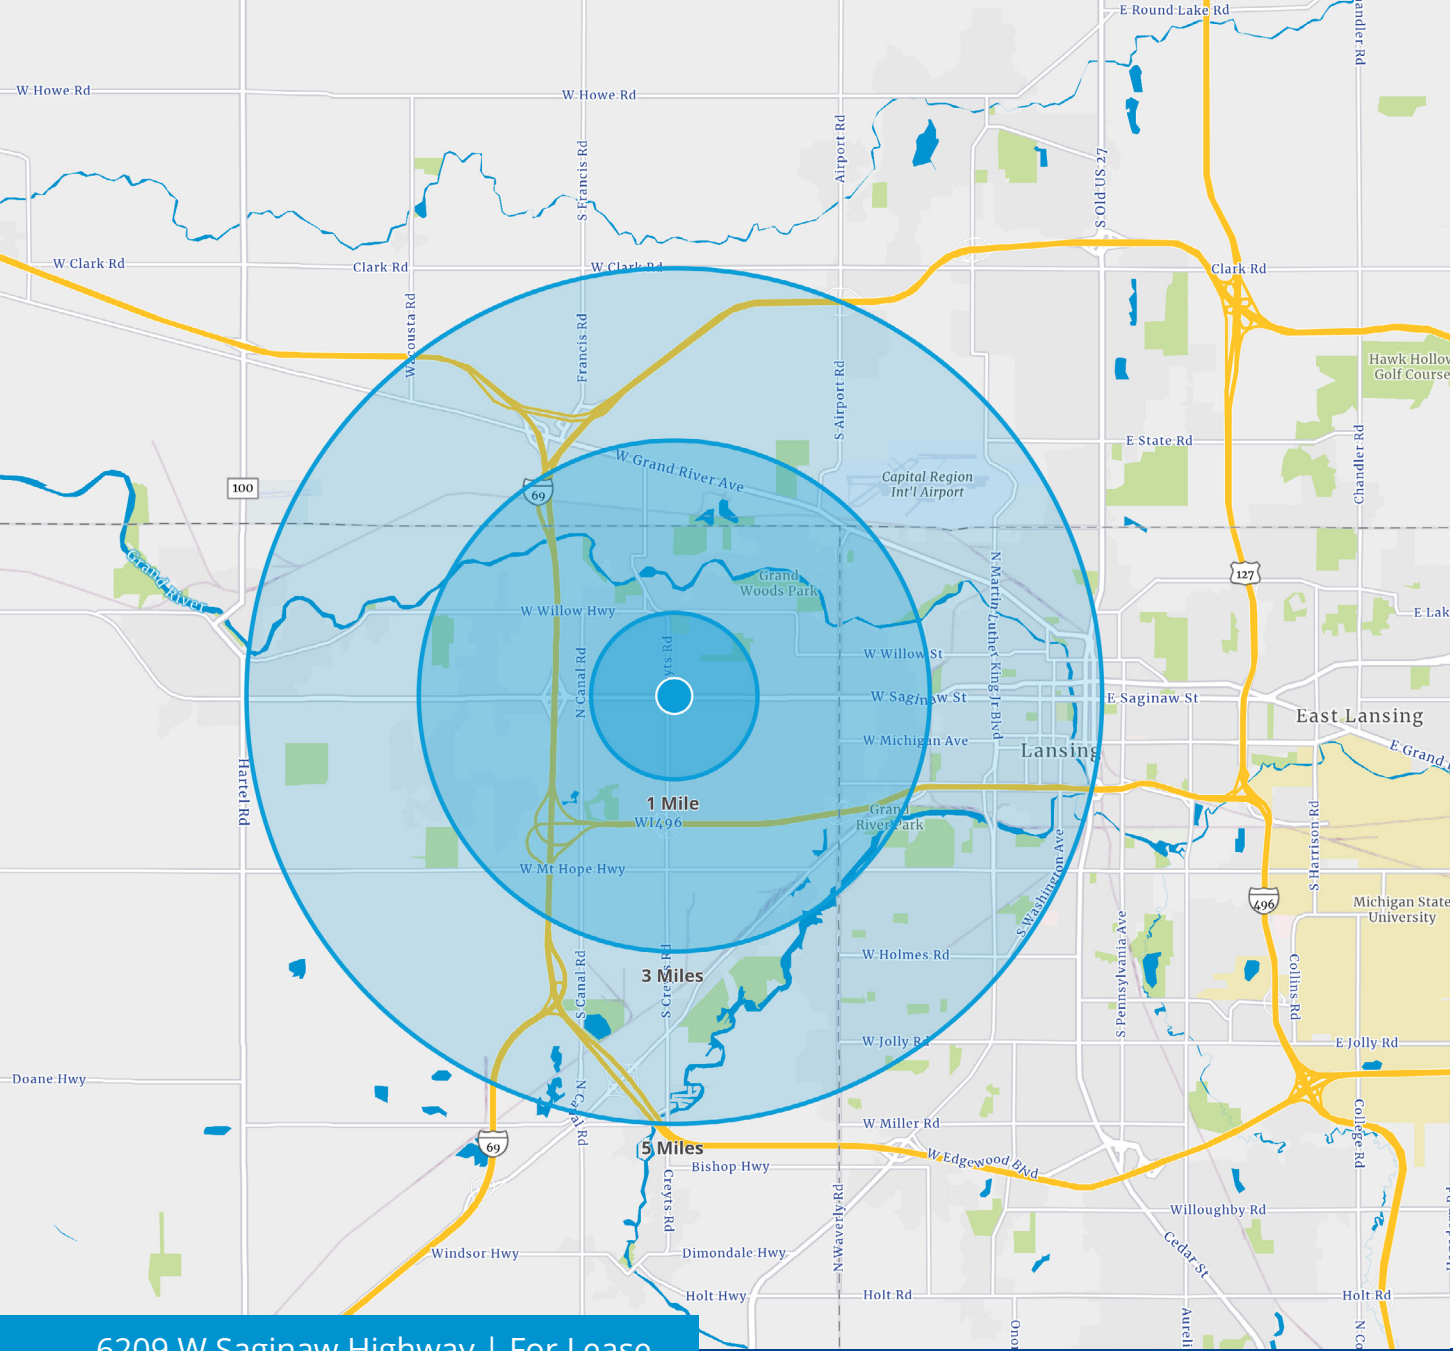 E Round Lake Rd
W Howe Rd
W Howe Rd
Airport Rd
S Francis Rd
S Old US 27
W Clark Rd
Clark Rd
W Clark Rd
Clark Rd
Wacousta Rd
Francis Rd
S Airport Rd
Hawk Hollow
Golf Course
E State Rd
Chandler Rd
W Grand River Ave
Capital Region
Int'l Airport
100
69
Grand River
127
Grand
Woods Park
N Martin Luther King Jr Blvd
W Willow Hwy
E Lak
W Willow St
N Canal Rd
W Saginaw St
E Saginaw St
East Lansing
W Michigan Ave
Lansing
E Grand
Hartel Rd
1 Mile
WI496
Grand
River Park
S Harrison Rd
W Mt Hope Hwy
S Washington Ave
496
Michigan State
University
S Pennsylvania Ave
W Holmes Rd
3 Miles
S Canal Rd
S Creyts Rd
Collins Rd
W Jolly Rd
E Jolly Rd
Doane Hwy
N Canal Rd
W Miller Rd
College Rd
69
5 Miles
Bishop Hwy
W Edgewood Blvd
Creyts Rd
N Waverly Rd
Willoughby Rd
Cedar St
Windsor Hwy
Dimondale Hwy
Holt Hwy
Holt Rd
Holt Rd
Aureli
6209 W Saginaw Highway | For Lease